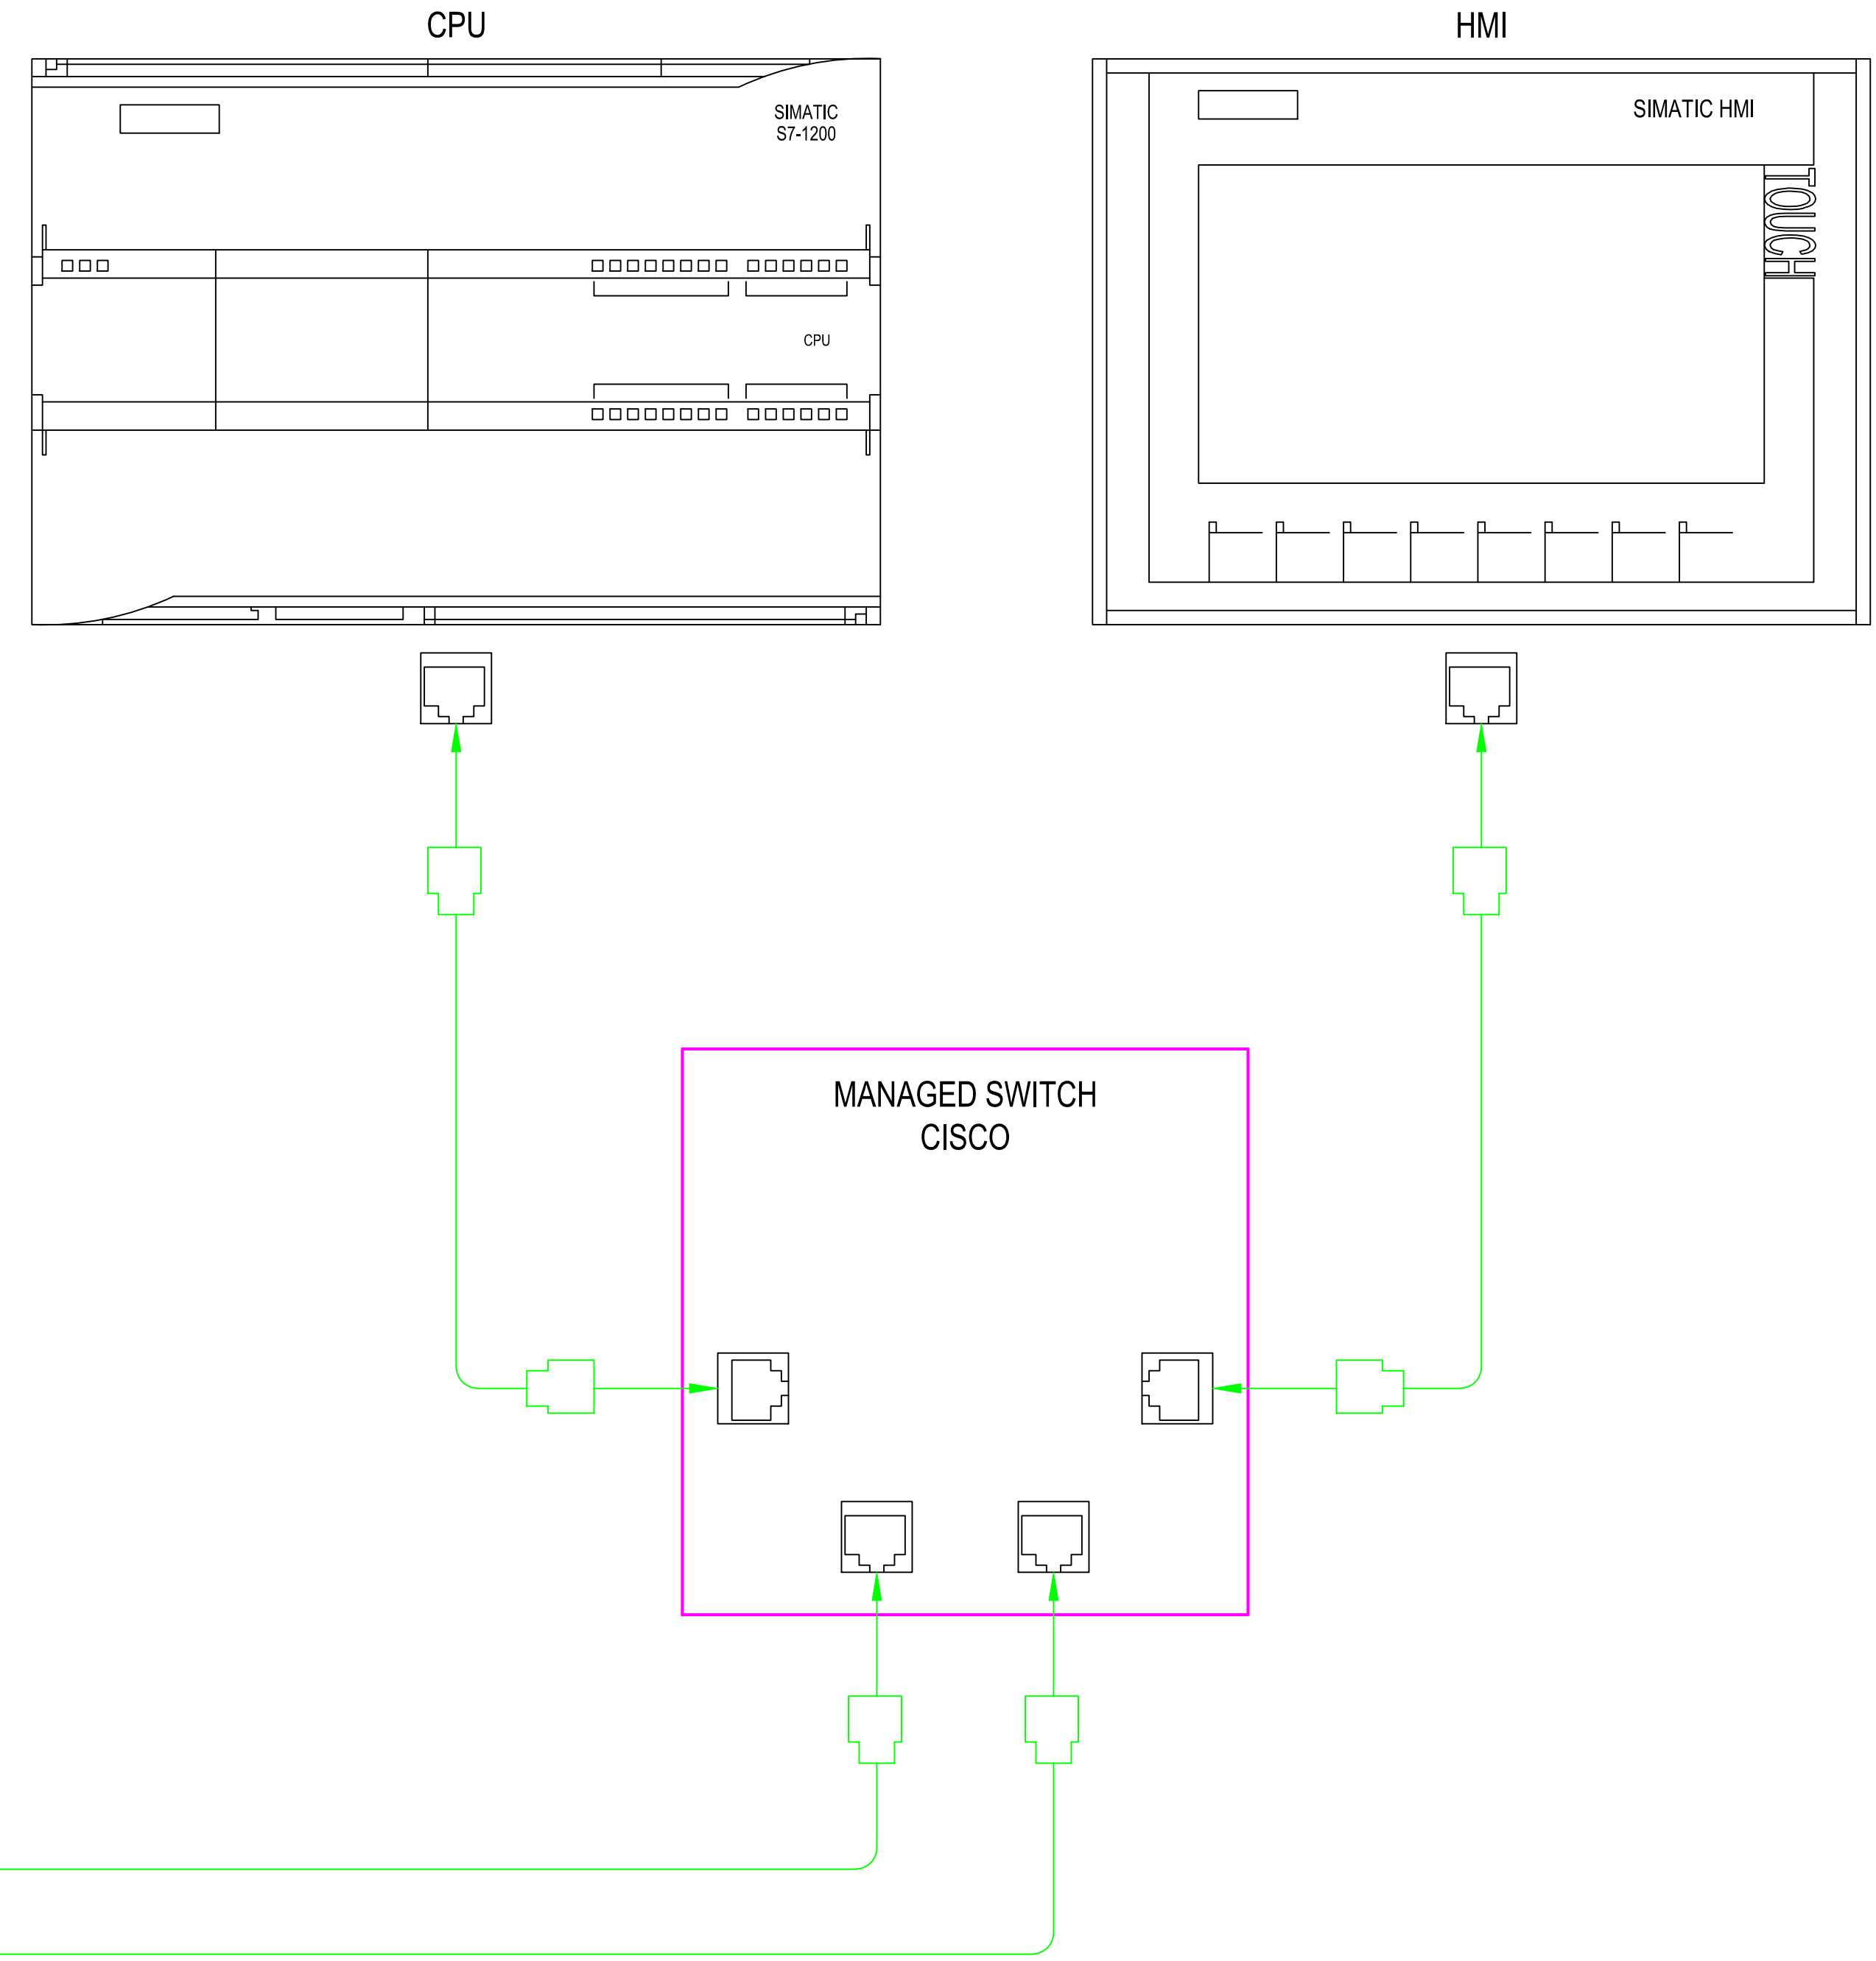 CPU
HMI
SIMATIC
S7-1200
SIMATIC HMI
TOUCH
CPU
MANAGED SWITCH
CISCO